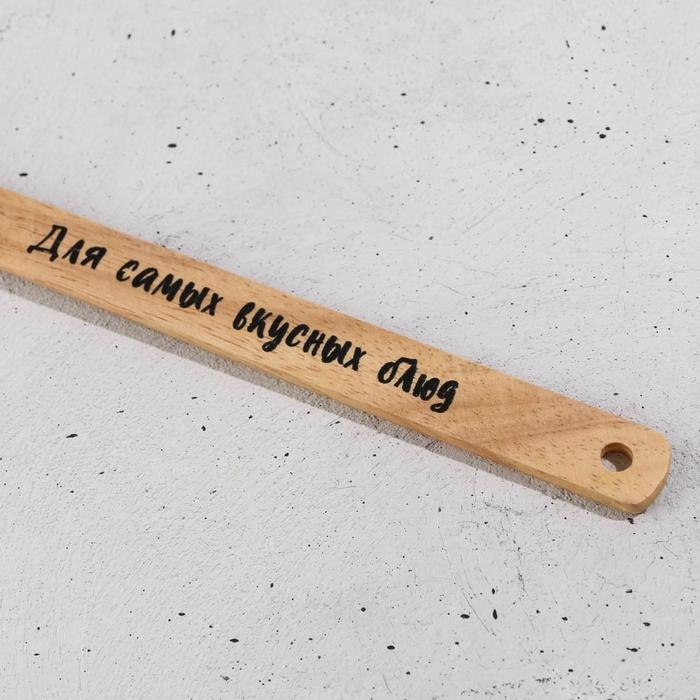 Для самых вкусных блюд